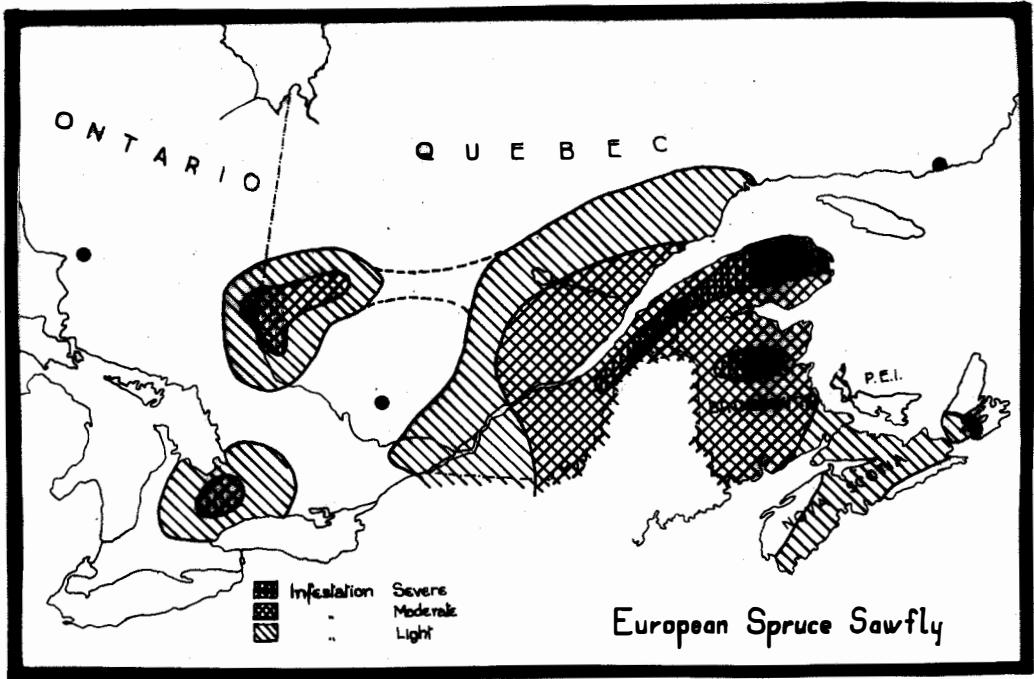 ONTARIO
QUEBEC
P.E.I.
NOVA SCOTIA
Infestation Severe
" Moderate
" Light
European Spruce Sawfly